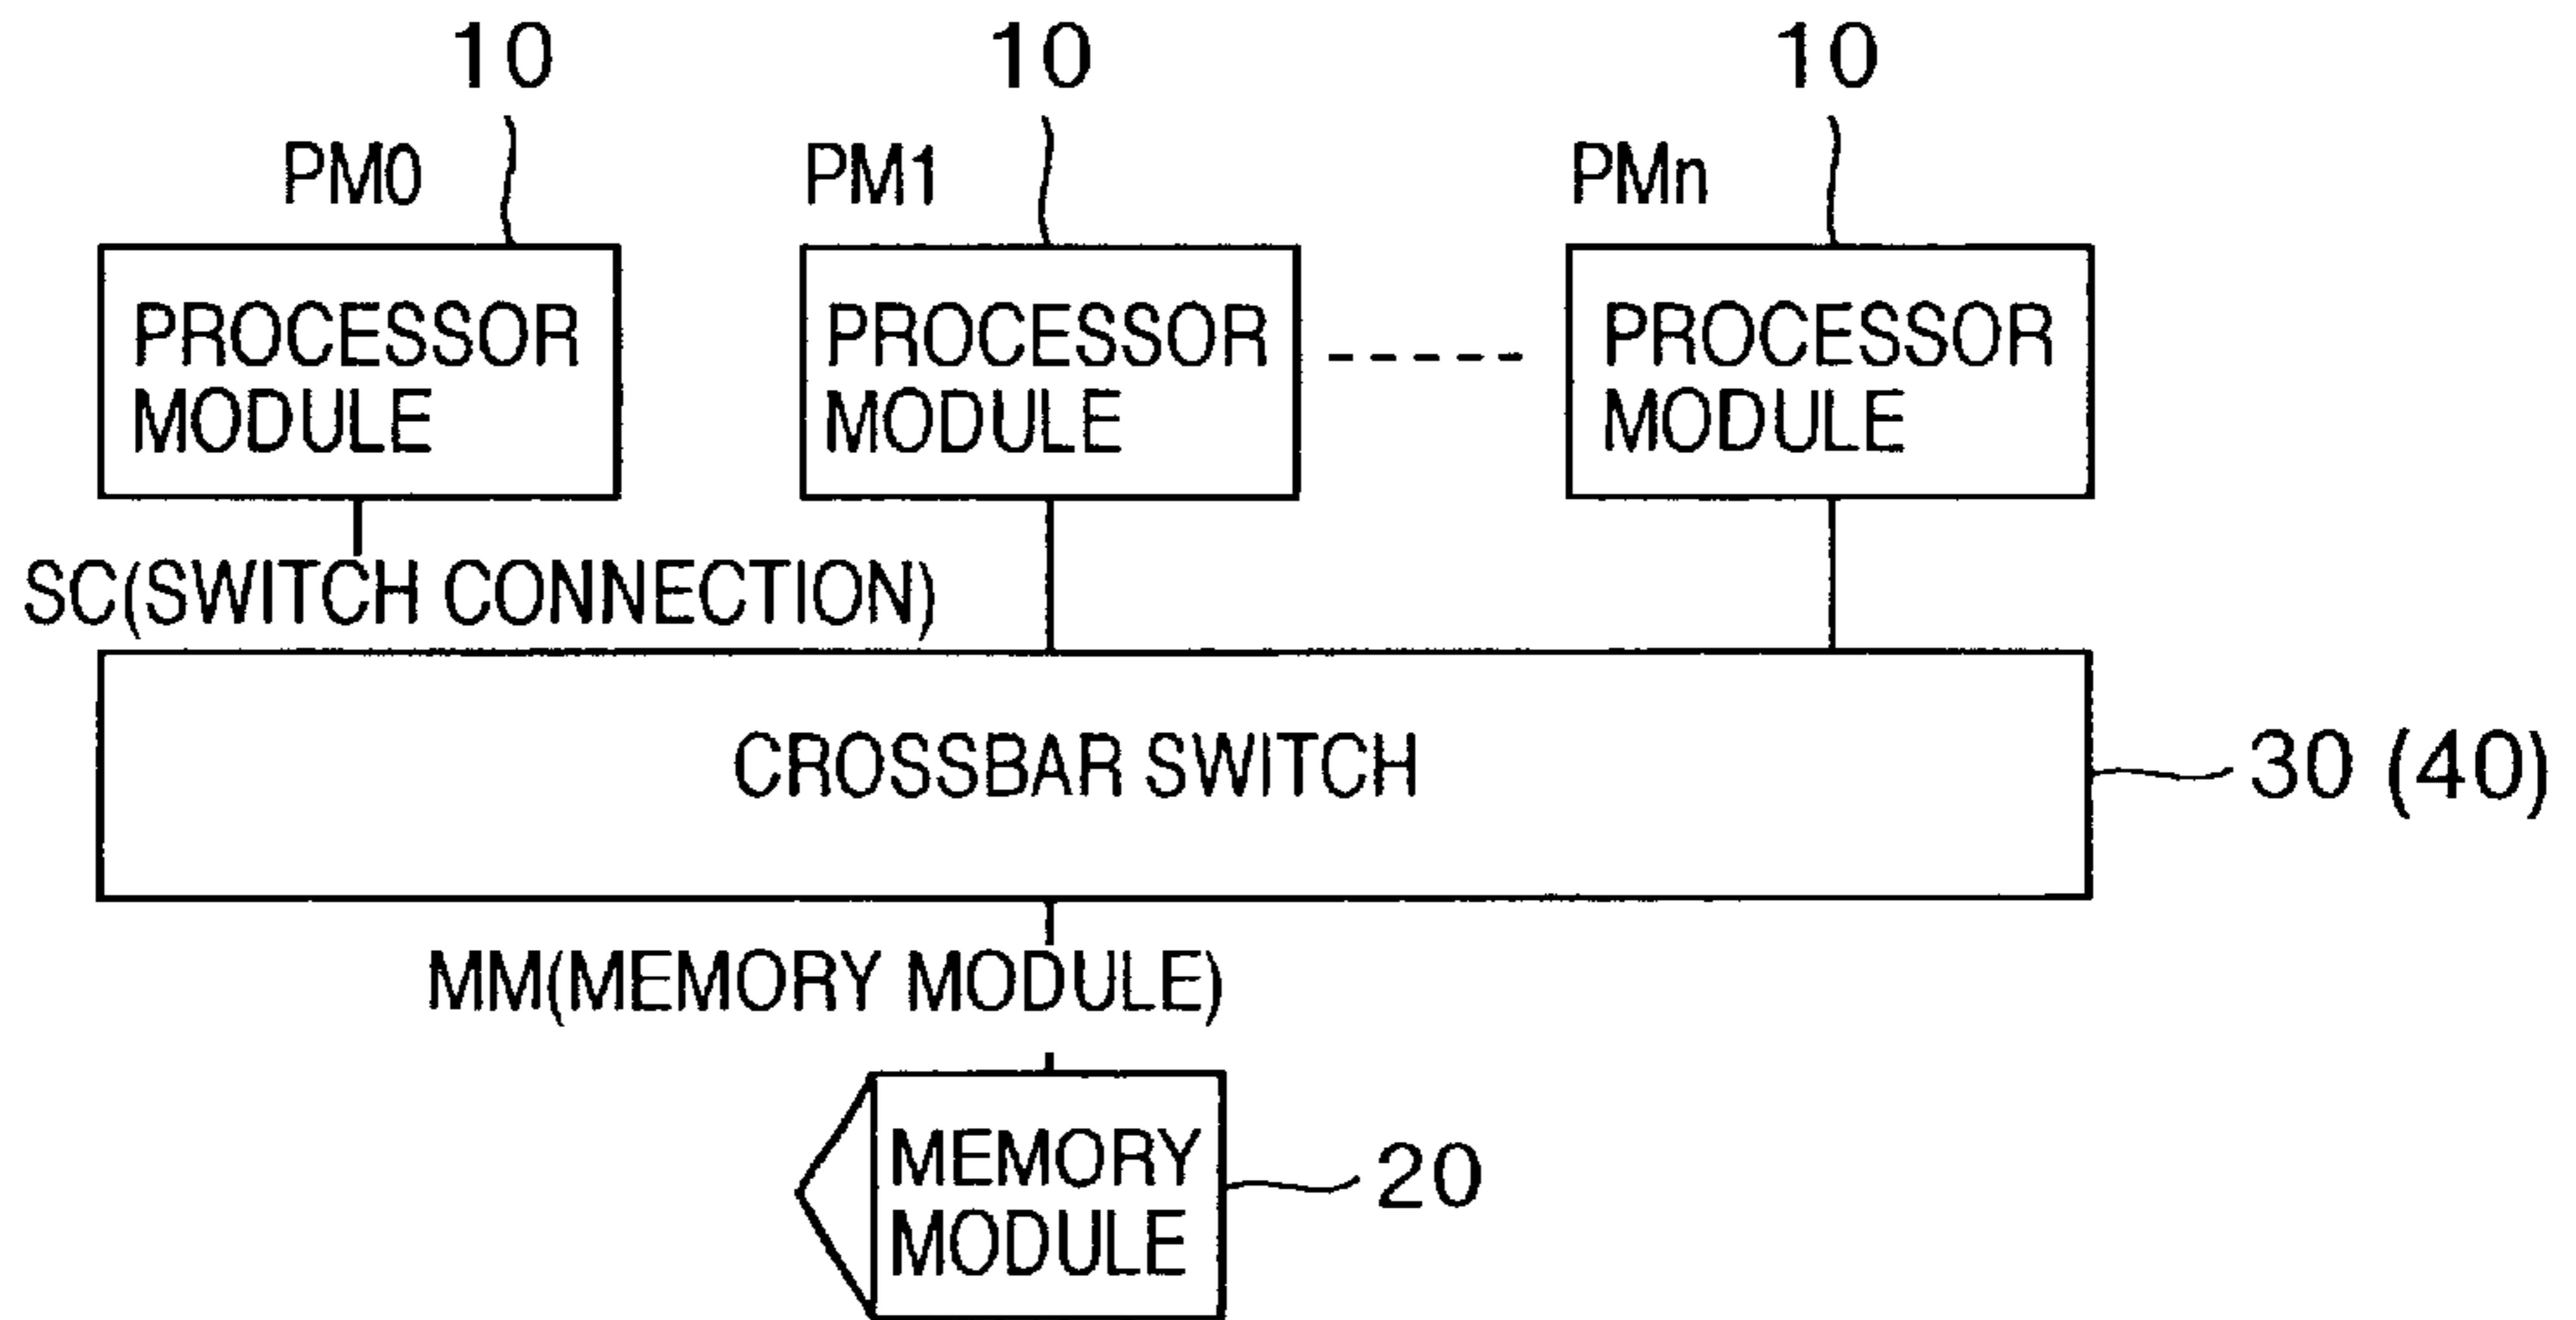 10 10 10
PM0 PM1 PMn
PROCESSOR MODULE
PROCESSOR MODULE
PROCESSOR MODULE
SC(SWITCH CONNECTION)
CROSSBAR SWITCH
30 (40)
MM(MEMORY MODULE)
MEMORY
MODULE
20